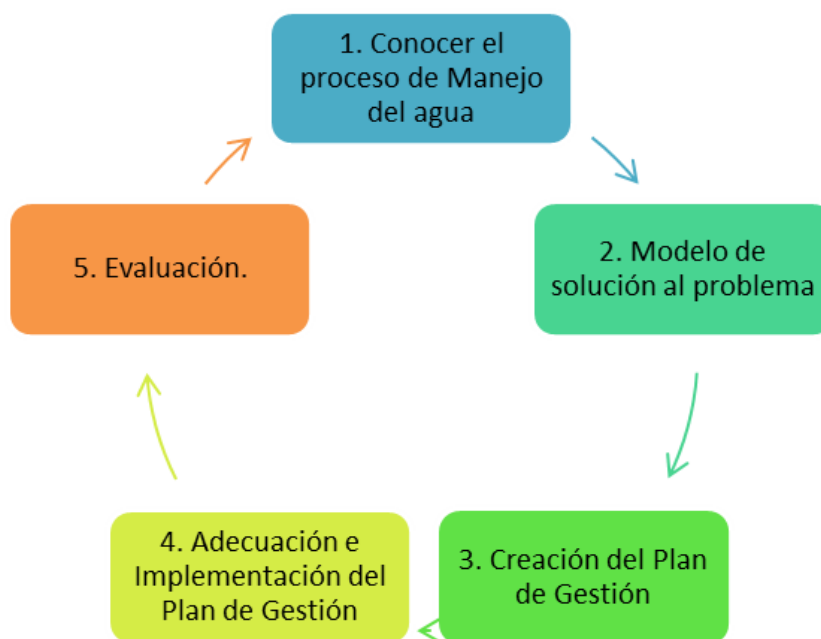 1. Conocer el
proceso de Manejo
del agua
2. Modelo de
solución al problema
3. Creación del Plan
de Gestión
4. Adecuación e
Implementación del
Plan de Gestión
5. Evaluación.